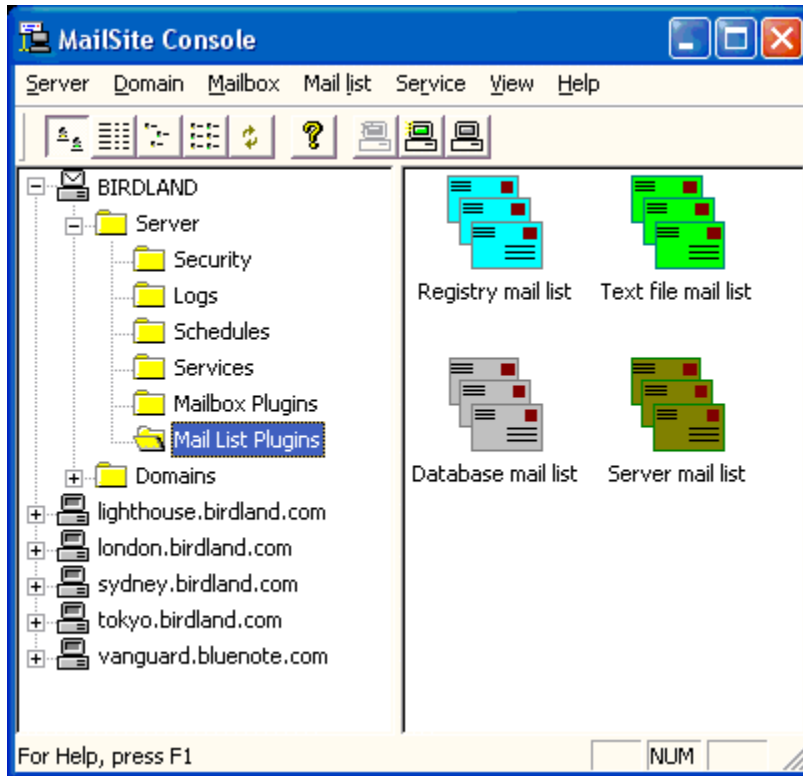 MailSite Console
Server Domain Mailbox Mail list Service View Help
BIRDLAND
Server
Security
Logs
Schedules
Services
Mailbox Plugins
Mail List Plugins
Domains
lighthouse.birdland.com
london.birdland.com
sydney.birdland.com
tokyo.birdland.com
vanguard.bluenote.com
Registry mail list Text file mail list
Database mail list Server mail list
For Help, press F1 NUM